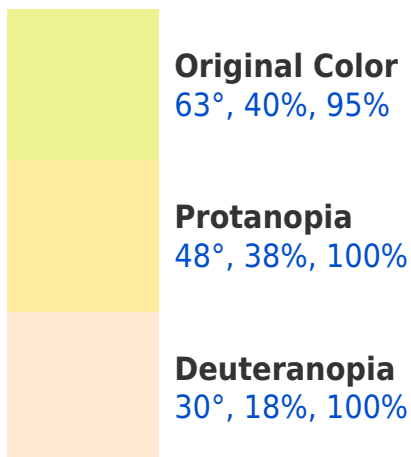 Original Color
63°, 40%, 95%
Protanopia
48°, 38%, 100%
Deuteranopia
30°, 18%, 100%